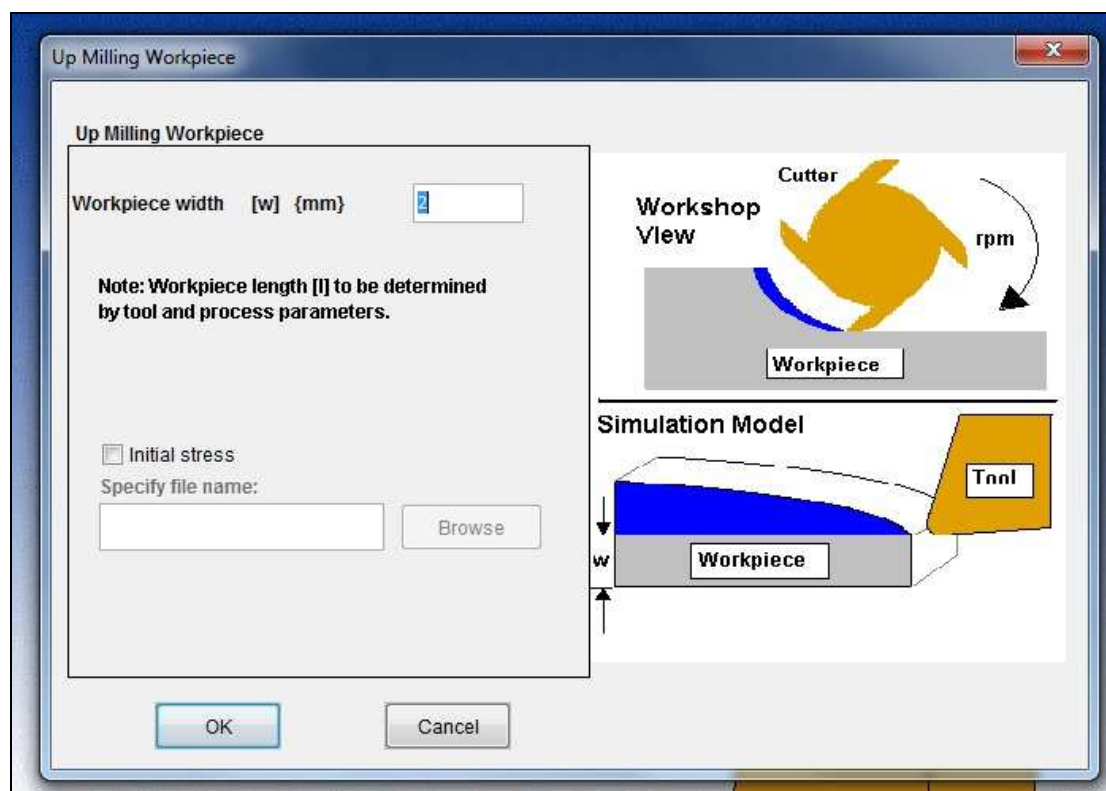 Up Milling Workpiece
X
Up Milling Workpiece
Workpiece width [w] {mm}
2
Note: Workpiece length [l] to be determined
by tool and process parameters.
Initial stress
Specify file name:
Browse
OK
Cancel
Cutter
Workshop
View
rpm
Workpiece
Simulation Model
Tool
w
Workpiece